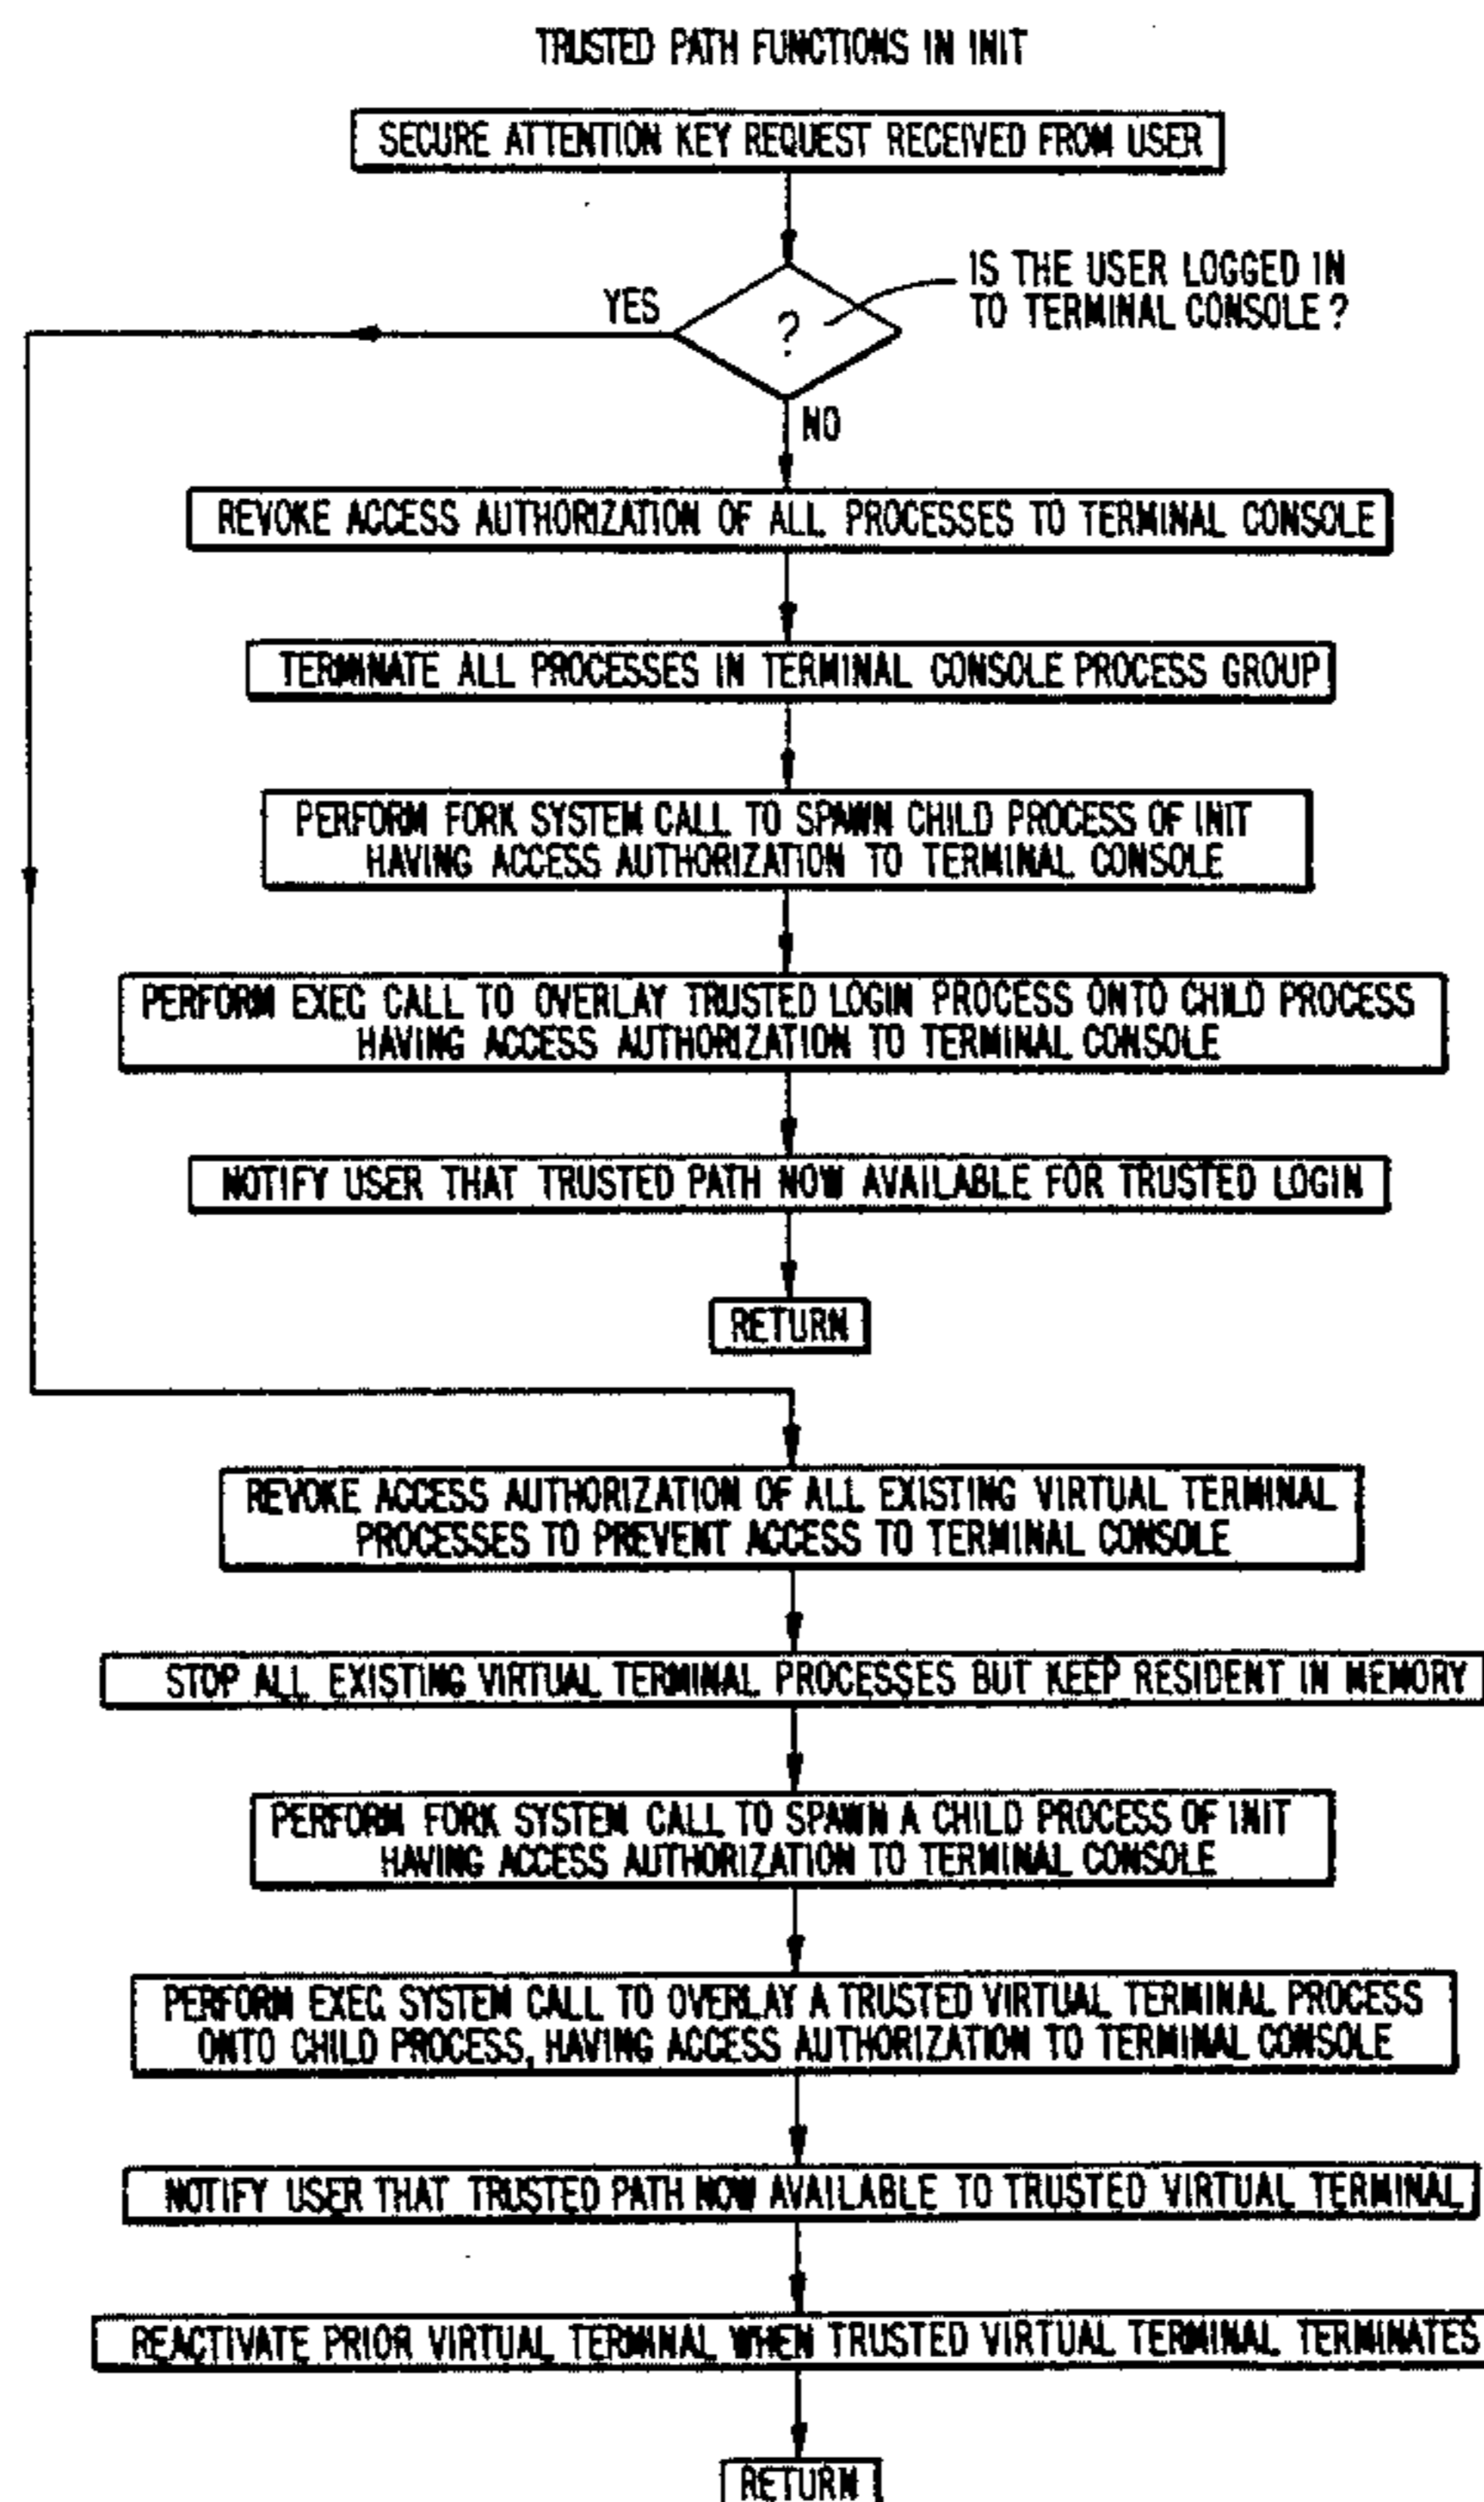 TRUSTED PATH FUNCTIONS IN INIT
SECURE ATTENTION KEY REQUEST RECEIVED FROM USER
IS THE USER LOGGED IN
TO TERMINAL CONSOLE ?
YES
?
NO
REVOKE ACCESS AUTHORIZATION OF ALL PROCESSES TO TERMINAL CONSOLE
TERMINATE ALL PROCESSES IN TERMINAL CONSOLE PROCESS GROUP
PERFORM FORK SYSTEM CALL TO SPAWN CHILD PROCESS OF INIT
HAVING ACCESS AUTHORIZATION TO TERMINAL CONSOLE
PERFORM EXEC CALL TO OVERLAY TRUSTED LOGIN PROCESS ONTO CHILD PROCESS
HAVING ACCESS AUTHORIZATION TO TERMINAL CONSOLE
NOTIFY USER THAT TRUSTED PATH NOW AVAILABLE FOR TRUSTED LOGIN
RETURN
REVOKE ACCESS AUTHORIZATION OF ALL EXISTING VIRTUAL TERMINAL
PROCESSES TO PREVENT ACCESS TO TERMINAL CONSOLE
STOP ALL EXISTING VIRTUAL TERMINAL PROCESSES BUT KEEP RESIDENT IN MEMORY
PERFORM FORK SYSTEM CALL TO SPAWN A CHILD PROCESS OF INIT
HAVING ACCESS AUTHORIZATION TO TERMINAL CONSOLE
PERFORM EXEC SYSTEM CALL TO OVERLAY A TRUSTED VIRTUAL TERMINAL PROCESS
ONTO CHILD PROCESS, HAVING ACCESS AUTHORIZATION TO TERMINAL CONSOLE
NOTIFY USER THAT TRUSTED PATH NOW AVAILABLE TO TRUSTED VIRTUAL TERMINAL
REACTIVATE PRIOR VIRTUAL TERMINAL WHEN TRUSTED VIRTUAL TERMINAL TERMINATES
RETURN